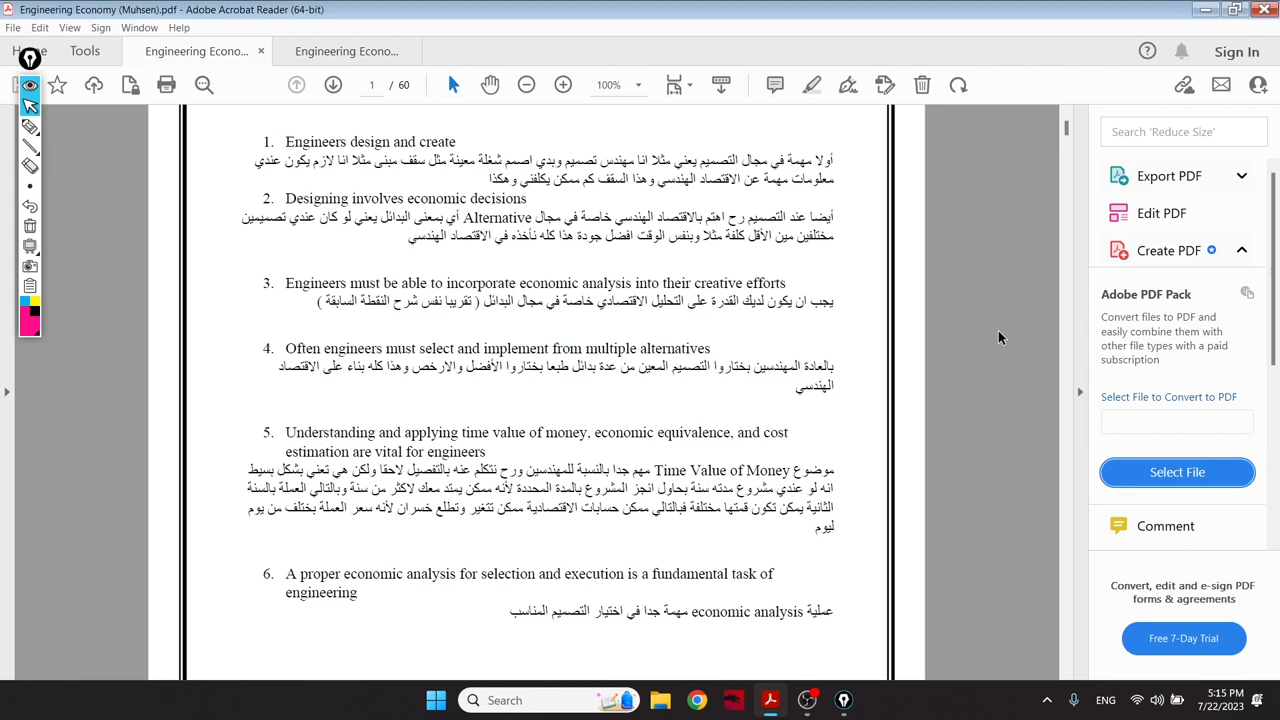 Engineering Economy (Muhsen).pdf - Adobe Acrobat Reader (64-bit)
File Edit View Sign Window Help
Home Tools Engineering Econo... × Engineering Econo... Sign In
1 / 60 100%
1. Engineers design and create
أولا مهمة في مجال التصميم يعني مثلا انا مهندس تصميم وبدي اصمم شغلة معينة مثل سقف مبنى مثلا انا لازم يكون عندي
معلومات مهمة عن الاقتصاد الهندسي وهذا السقف كم ممكن يكلفني وهكذا
2. Designing involves economic decisions
أيضا عند التصميم رح اهتم بالاقتصاد الهندسي خاصة في مجال Alternative أي بمعنى البدائل يعني لو كان عندي تصميمين
مختلفين مين الأقل كلفة مثلا وبنفس الوقت افضل جودة هذا كله نأخذه في الاقتصاد الهندسي
3. Engineers must be able to incorporate economic analysis into their creative efforts
يجب ان يكون لديك القدرة على التحليل الاقتصادي خاصة في مجال البدائل ( تقريبا نفس شرح النقطة السابقة )
4. Often engineers must select and implement from multiple alternatives
بالعادة المهندسين بختاروا التصميم المعين من عدة بدائل طبعا بختاروا الأفضل والارخص وهذا كله بناء على الاقتصاد
الهندسي
5. Understanding and applying time value of money, economic equivalence, and cost
estimation are vital for engineers
موضوع Time Value of Money مهم جدا بالنسبة للمهندسين ورح نتكلم عنه بالتفصيل لاحقا ولكن هي تعني بشكل بسيط
انه لو عندي مشروع مدته سنة بحاول انجز المشروع بالمدة المحددة لأنه ممكن يمتد معك لاكثر من سنة وبالتالي العملة بالسنة
الثانية يمكن تكون قمتها مختلفة فبالتالي ممكن حسابات الاقتصادية ممكن تتغير وتطلع خسران لأنه سعر العملة بختلف من يوم
ليوم
6. A proper economic analysis for selection and execution is a fundamental task of
engineering
عملية economic analysis مهمة جدا في اختيار التصميم المناسب
Search 'Reduce Size'
Export PDF
Edit PDF
Create PDF
Adobe PDF Pack
Convert files to PDF and
easily combine them with
other file types with a paid
subscription
Select File to Convert to PDF
Select File
Comment
Convert, edit and e-sign PDF
forms & agreements
Free 7-Day Trial
Search
ENG
5:15 PM
7/22/2023